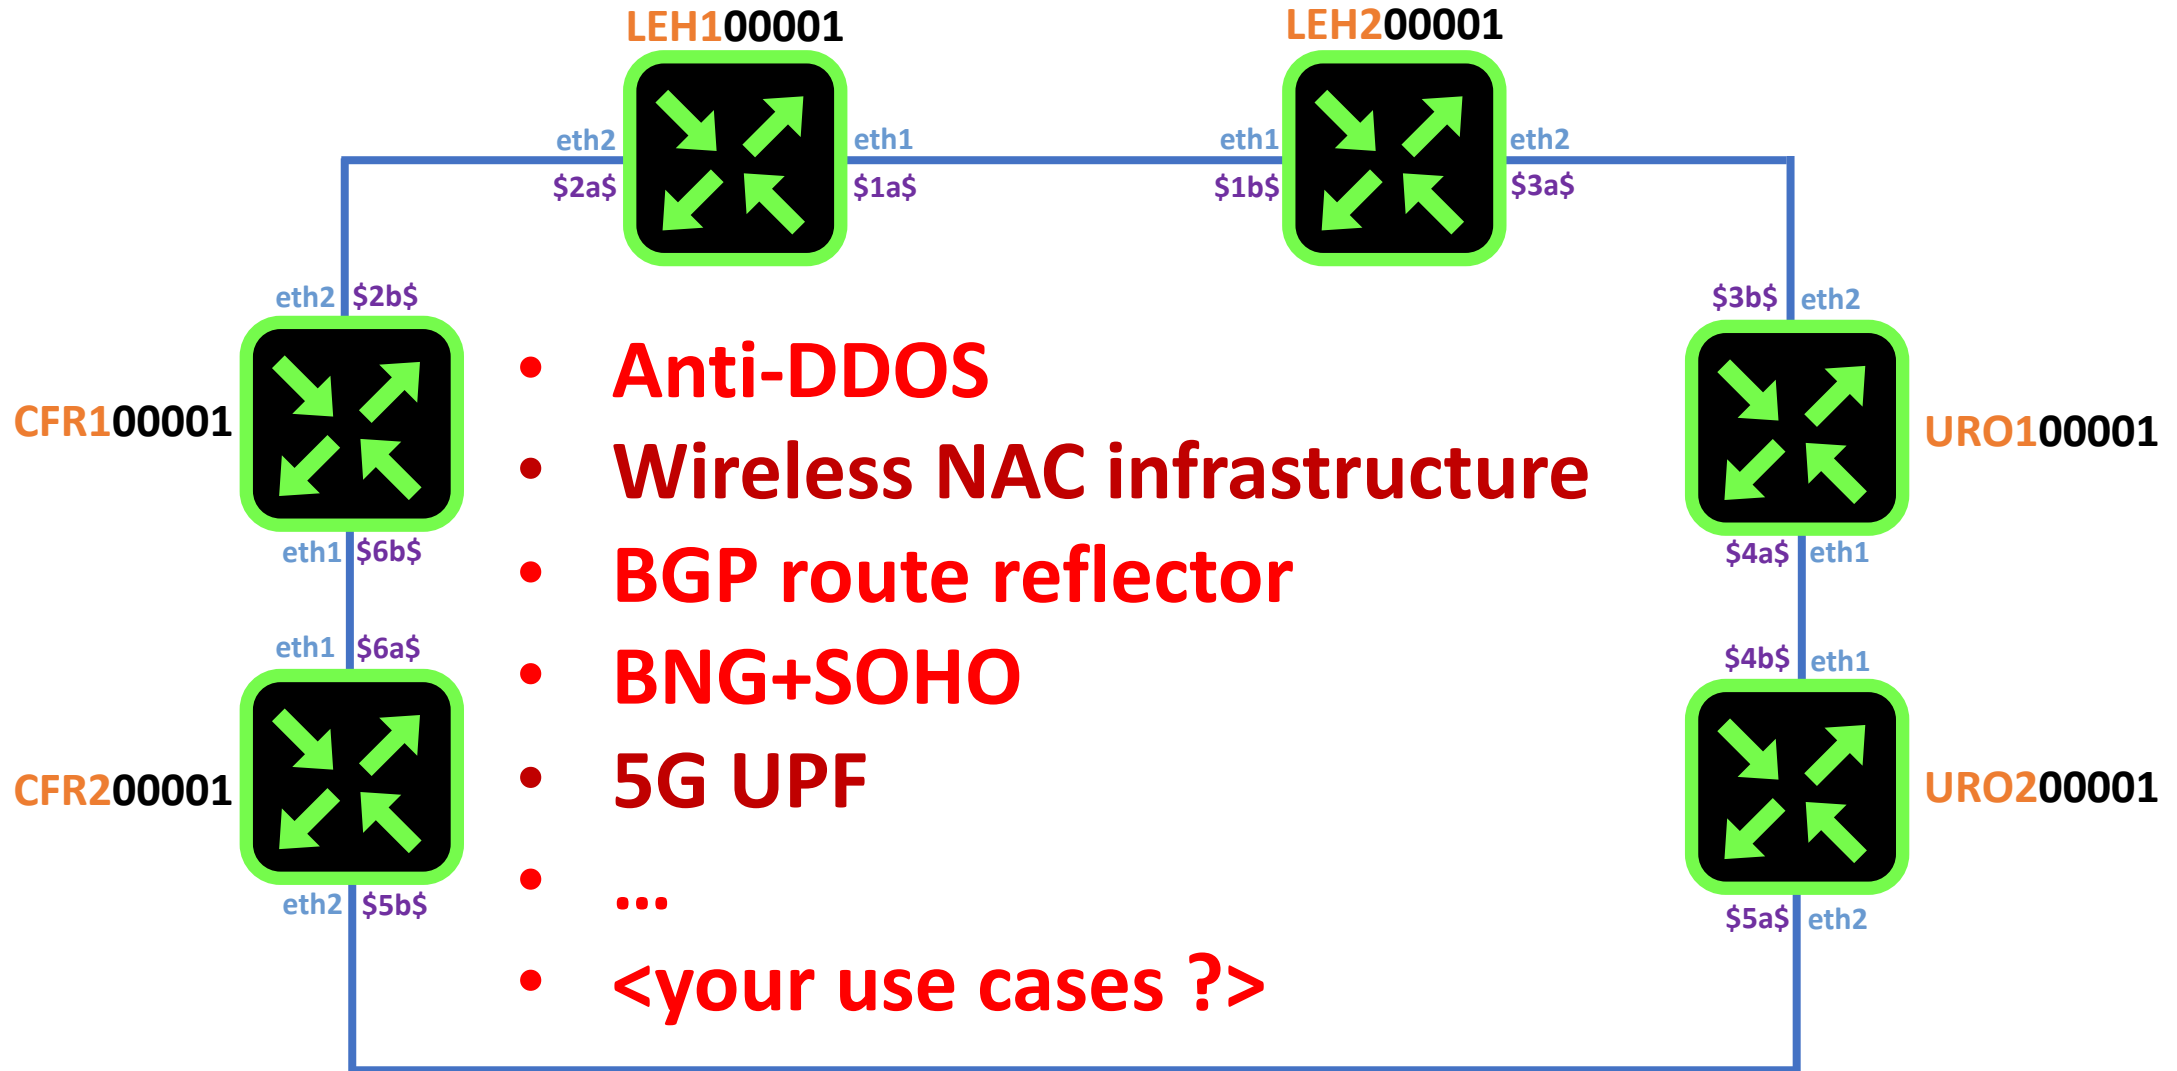 LEH100001
LEH200001
eth2
eth1
eth1
eth2
$2a$
$1a$
$1b$
$3a$
eth2 $2b$
$3b$ eth2
• Anti-DDOS
CFR100001
URO100001
• Wireless NAC infrastructure
eth1 $6b$
$4a$ eth1
• BGP route reflector
eth1 $6a$
$4b$ eth1
• BNG+SOHO
CFR200001
URO200001
• 5G UPF
eth2 $5b$
$5a$ eth2
• ...
• <your use cases ?>